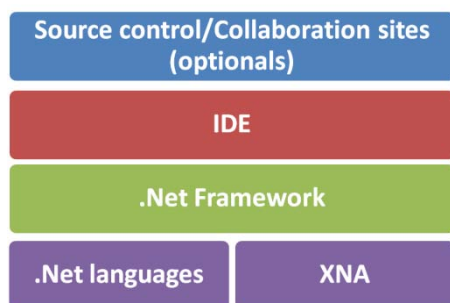 Source control/Collaboration sites
(optionals)
IDE
.Net Framework
.Net languages
XNA